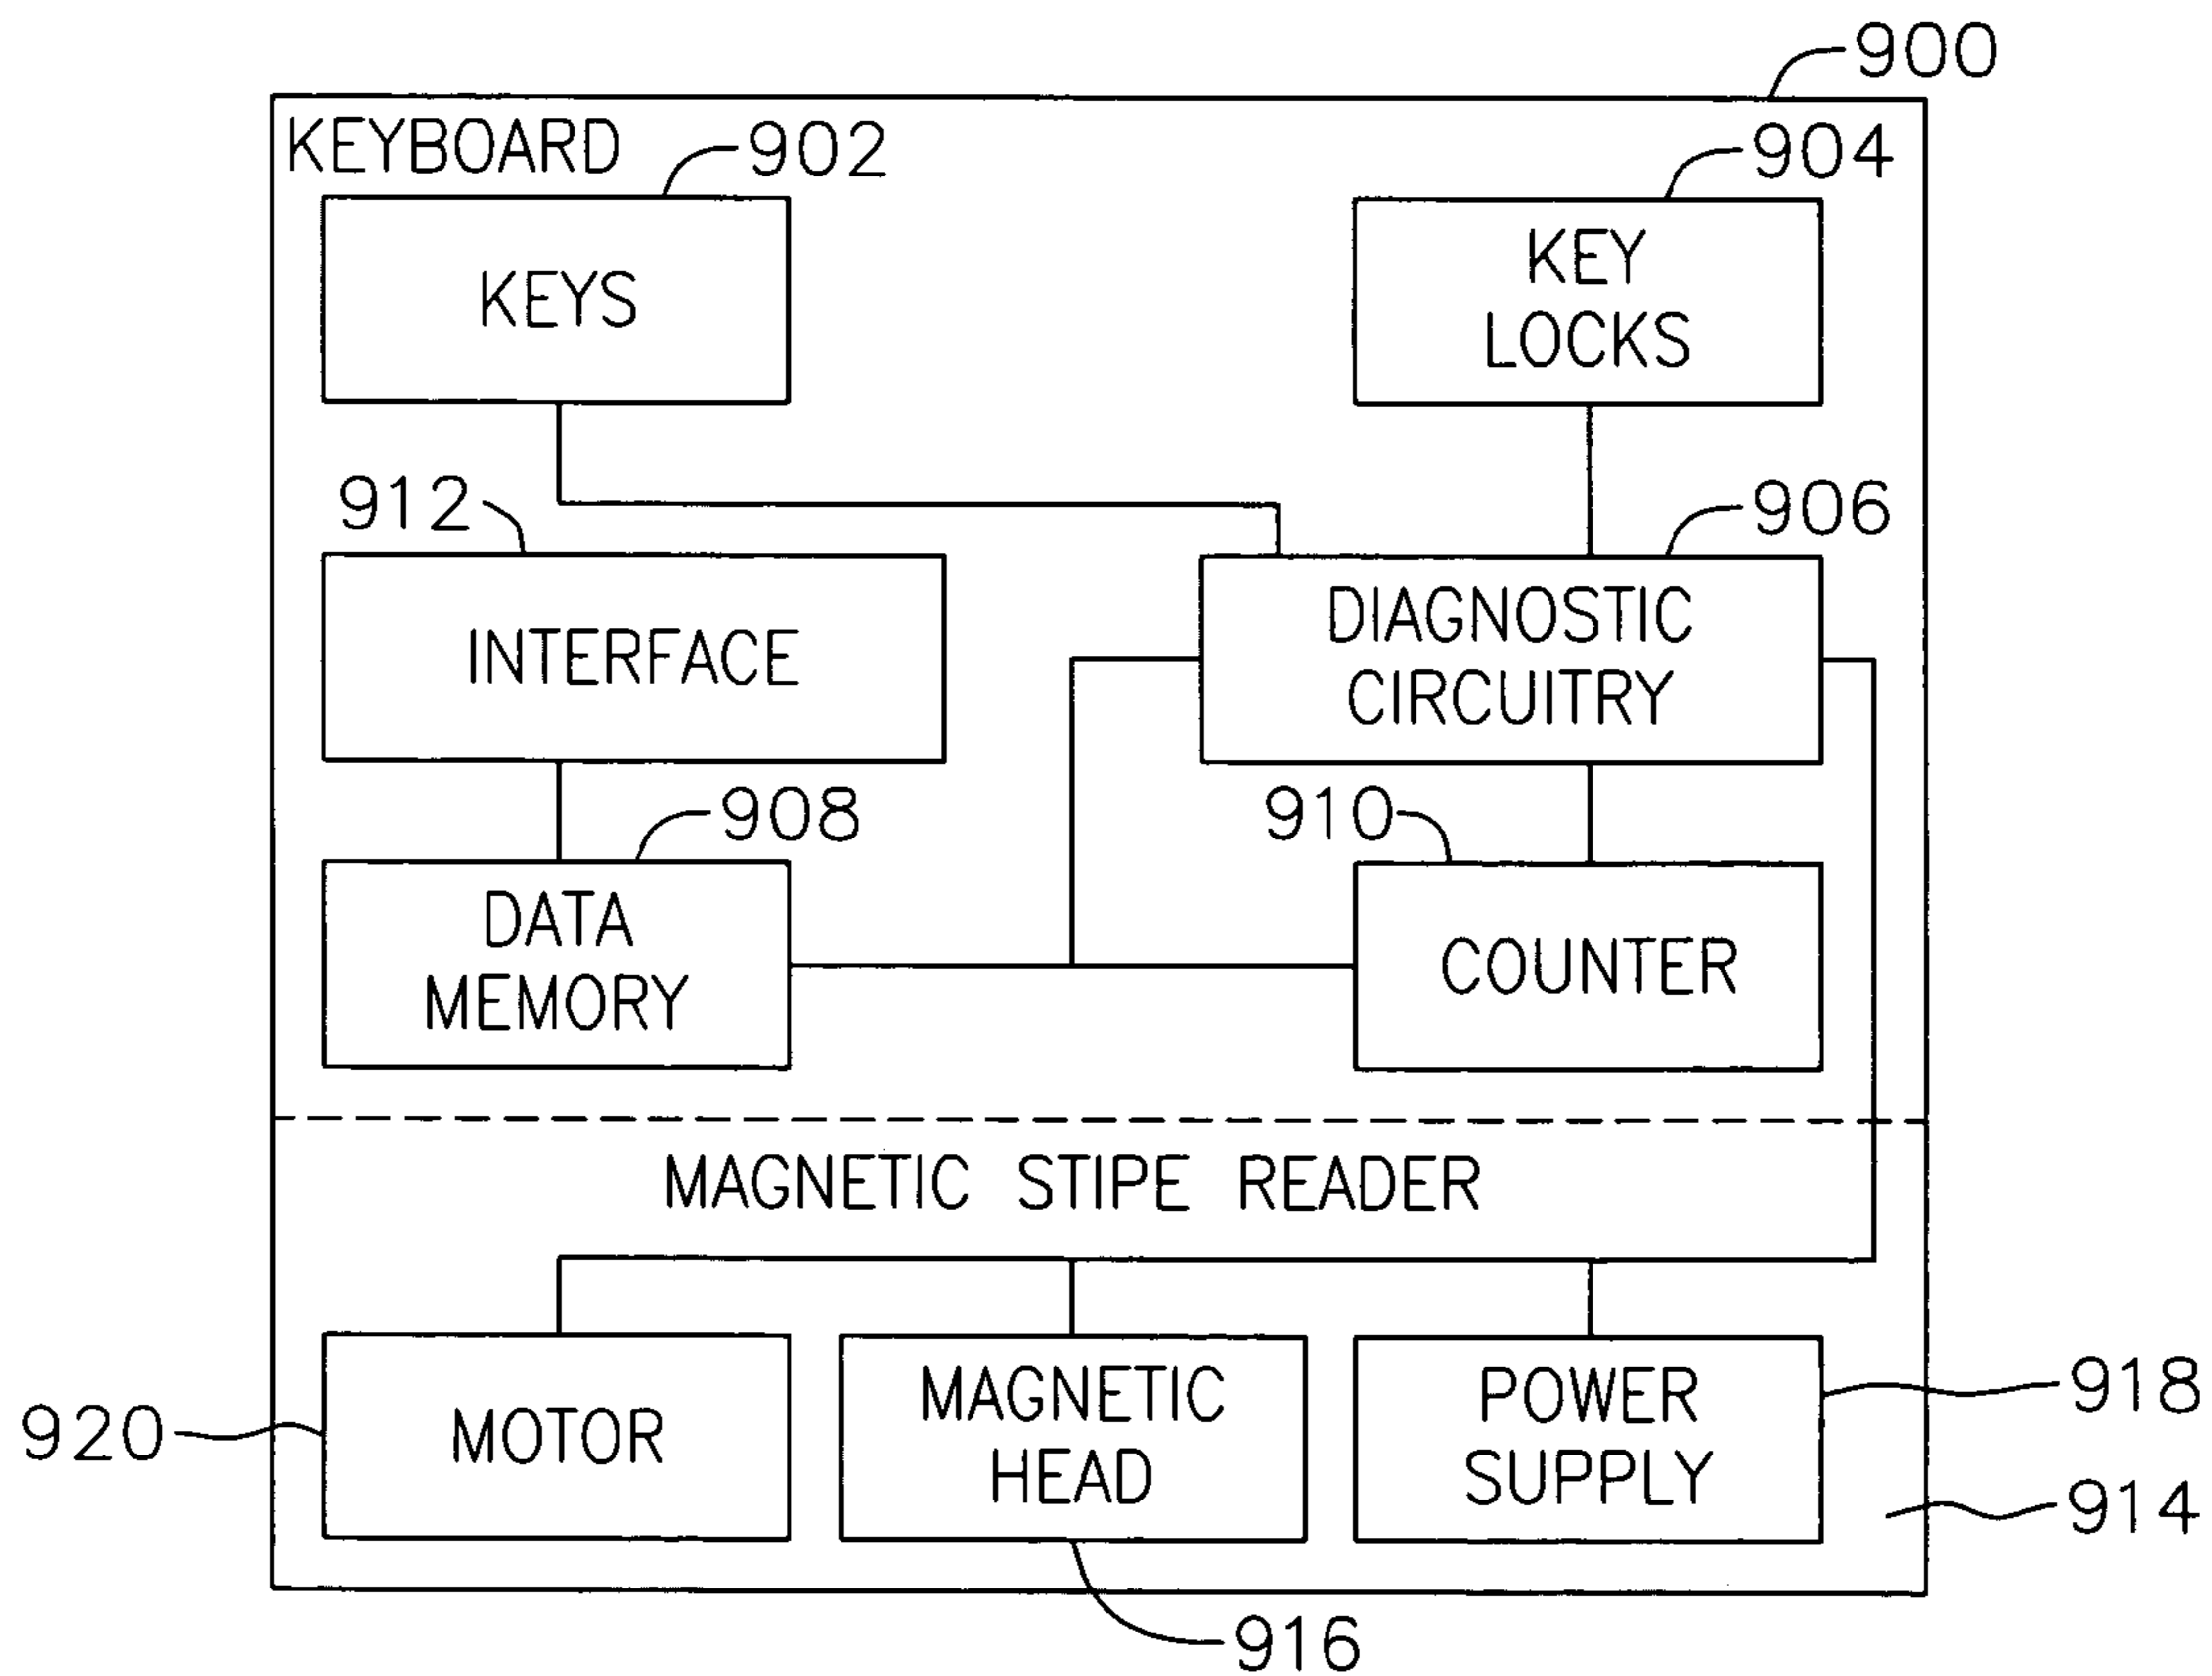 900
KEYBOARD
902
904
KEYS
KEY
LOCKS
912
906
INTERFACE
DIAGNOSTIC
CIRCUITRY
908
910
DATA
MEMORY
COUNTER
MAGNETIC STIPE READER
920
MOTOR
MAGNETIC
HEAD
POWER
SUPPLY
918
914
916